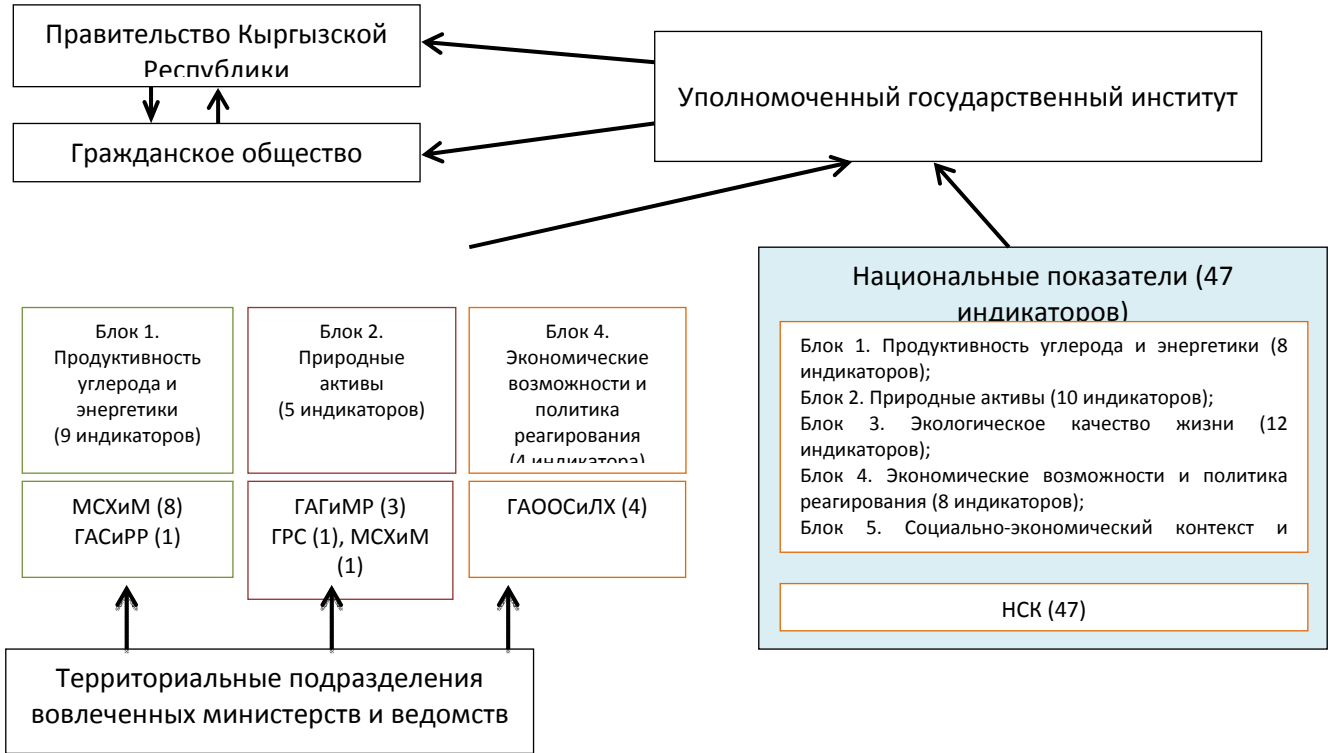 Правительство Кыргызской
Республики
Гражданское общество
Уполномоченный государственный институт
Блок 1.
Продуктивность
углерода и
энергетики
(9 индикаторов)
МСХиМ (8)
ГАСиРР (1)
Блок 2.
Природные
активы
(5 индикаторов)
ГАГиМР (3)
ГРС (1), МСХиМ
(1)
Блок 4.
Экономические
возможности и
политика
реагирования
(4 индикатора)
ГАООСиЛХ (4)
Национальные показатели (47
индикаторов)
Блок 1. Продуктивность углерода и энергетики (8
индикаторов);
Блок 2. Природные активы (10 индикаторов);
Блок 3. Экологическое качество жизни (12
индикаторов);
Блок 4. Экономические возможности и политика
реагирования (8 индикаторов);
Блок 5. Социально-экономический контекст и
НСК (47)
Территориальные подразделения
вовлеченных министерств и ведомств